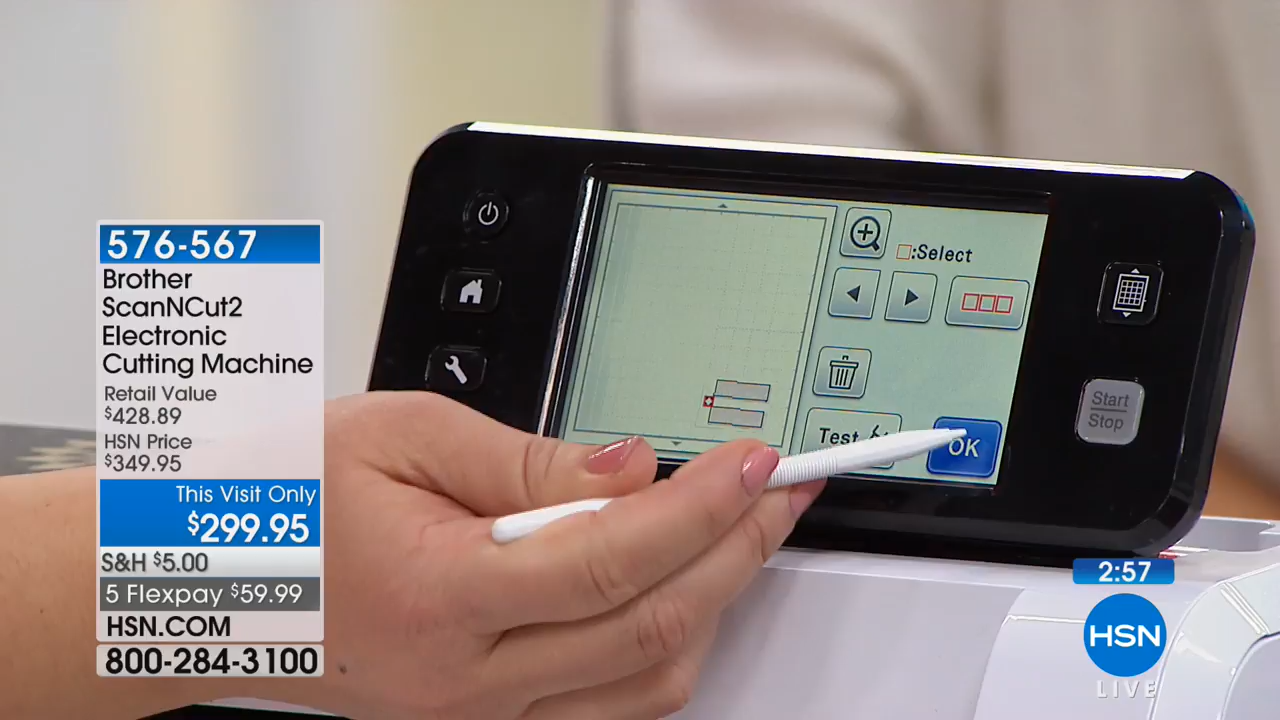 576-567
Brother
ScanNCut2
Electronic
Cutting Machine
Retail Value
$428.89
HSN Price
$349.95
This Visit Only
$299.95
S&H $5.00
5 Flexpay $59.99
HSN.COM
800-284-3100
:Select
Test
OK
Start
Stop
2:57
HSN
LIVE